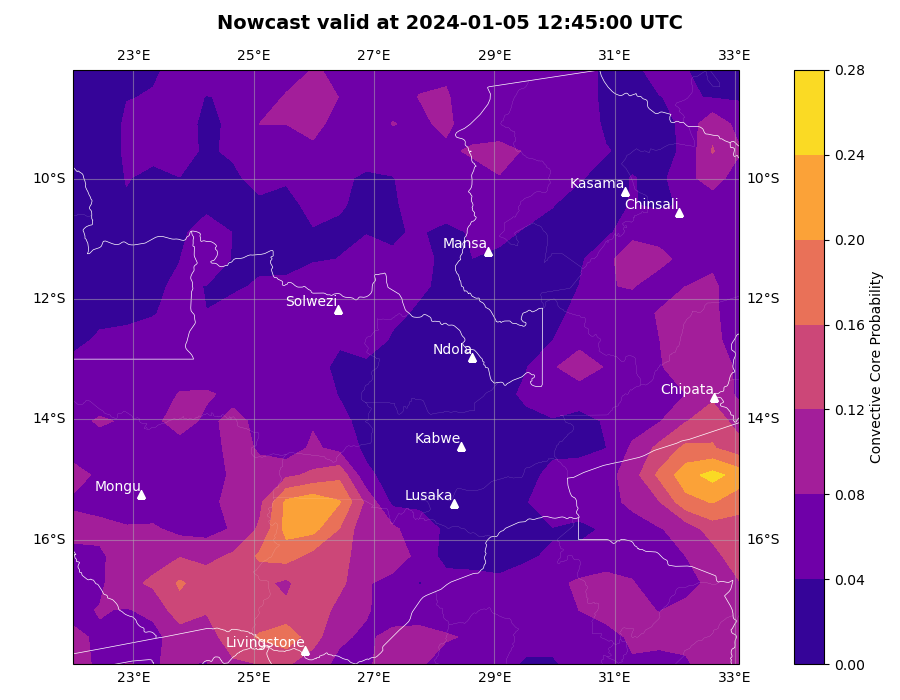 Nowcast valid at 2024-01-05 12:45:00 UTC
23°E 25°E 27°E 29°E 31°E 33°E
0.28
0.24
10°S 10°S
Kasama
Chinsali
0.20
Mansa
12°S 12°S
Solwezi
0.16
Ndola
Chipata
0.12
14°S 14°S
Kabwe
Mongu
Lusaka
0.08
16°S 16°S
0.04
Livingstone
0.00
23°E 25°E 27°E 29°E 31°E 33°E
Convective Core Probability